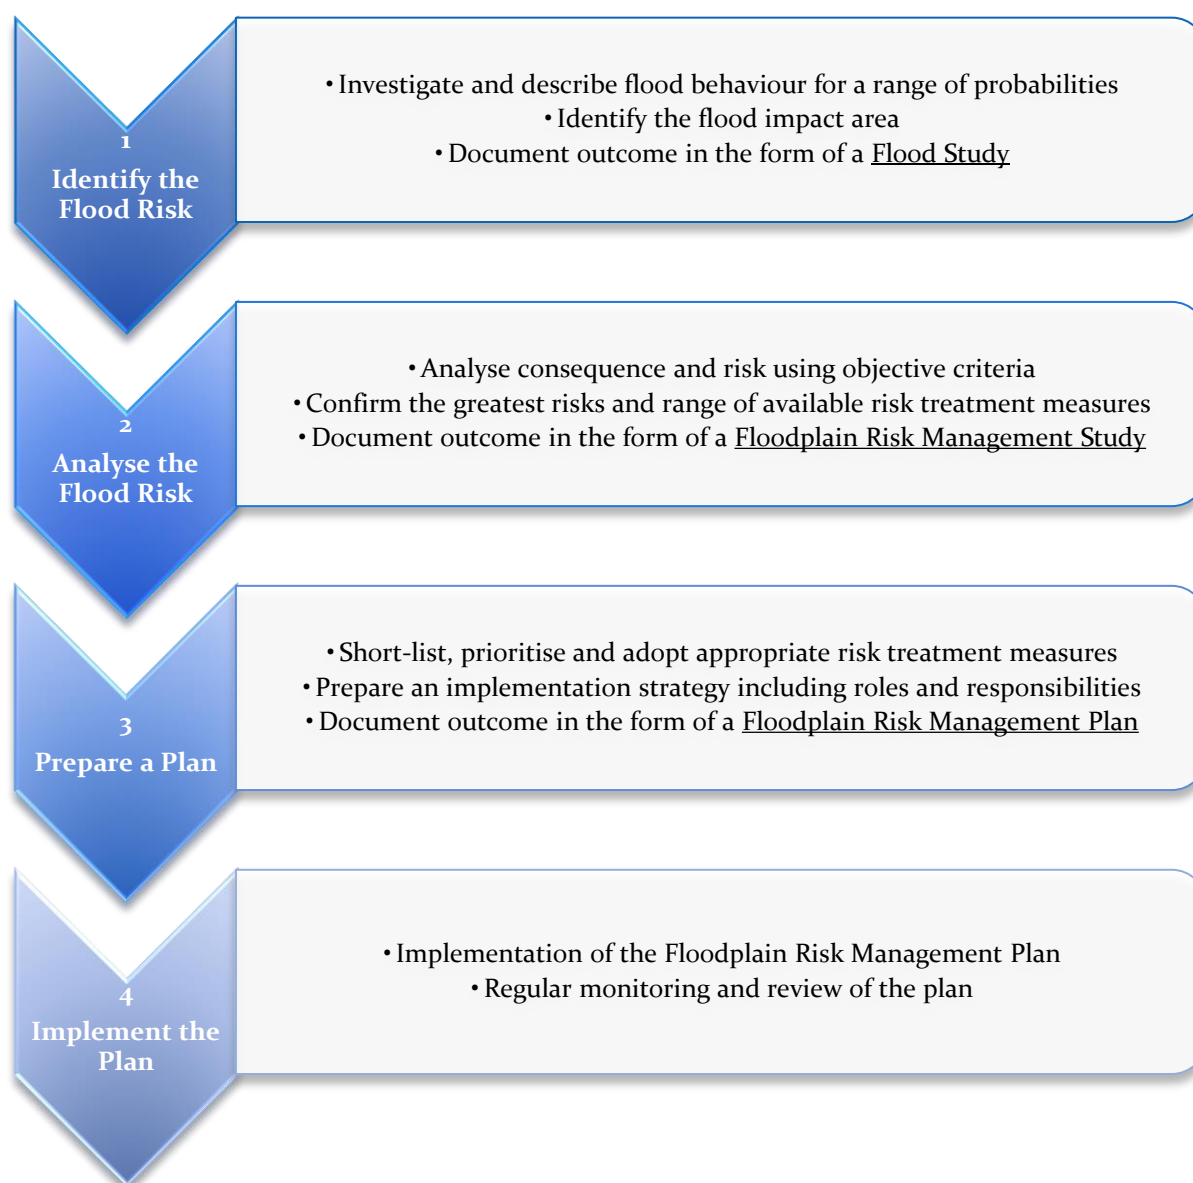 1
Identify the
Flood Risk
• Investigate and describe flood behaviour for a range of probabilities
• Identify the flood impact area
• Document outcome in the form of a Flood Study
2
Analyse the
Flood Risk
• Analyse consequence and risk using objective criteria
• Confirm the greatest risks and range of available risk treatment measures
• Document outcome in the form of a Floodplain Risk Management Study
3
Prepare a Plan
• Short-list, prioritise and adopt appropriate risk treatment measures
• Prepare an implementation strategy including roles and responsibilities
• Document outcome in the form of a Floodplain Risk Management Plan
4
Implement the
Plan
• Implementation of the Floodplain Risk Management Plan
• Regular monitoring and review of the plan